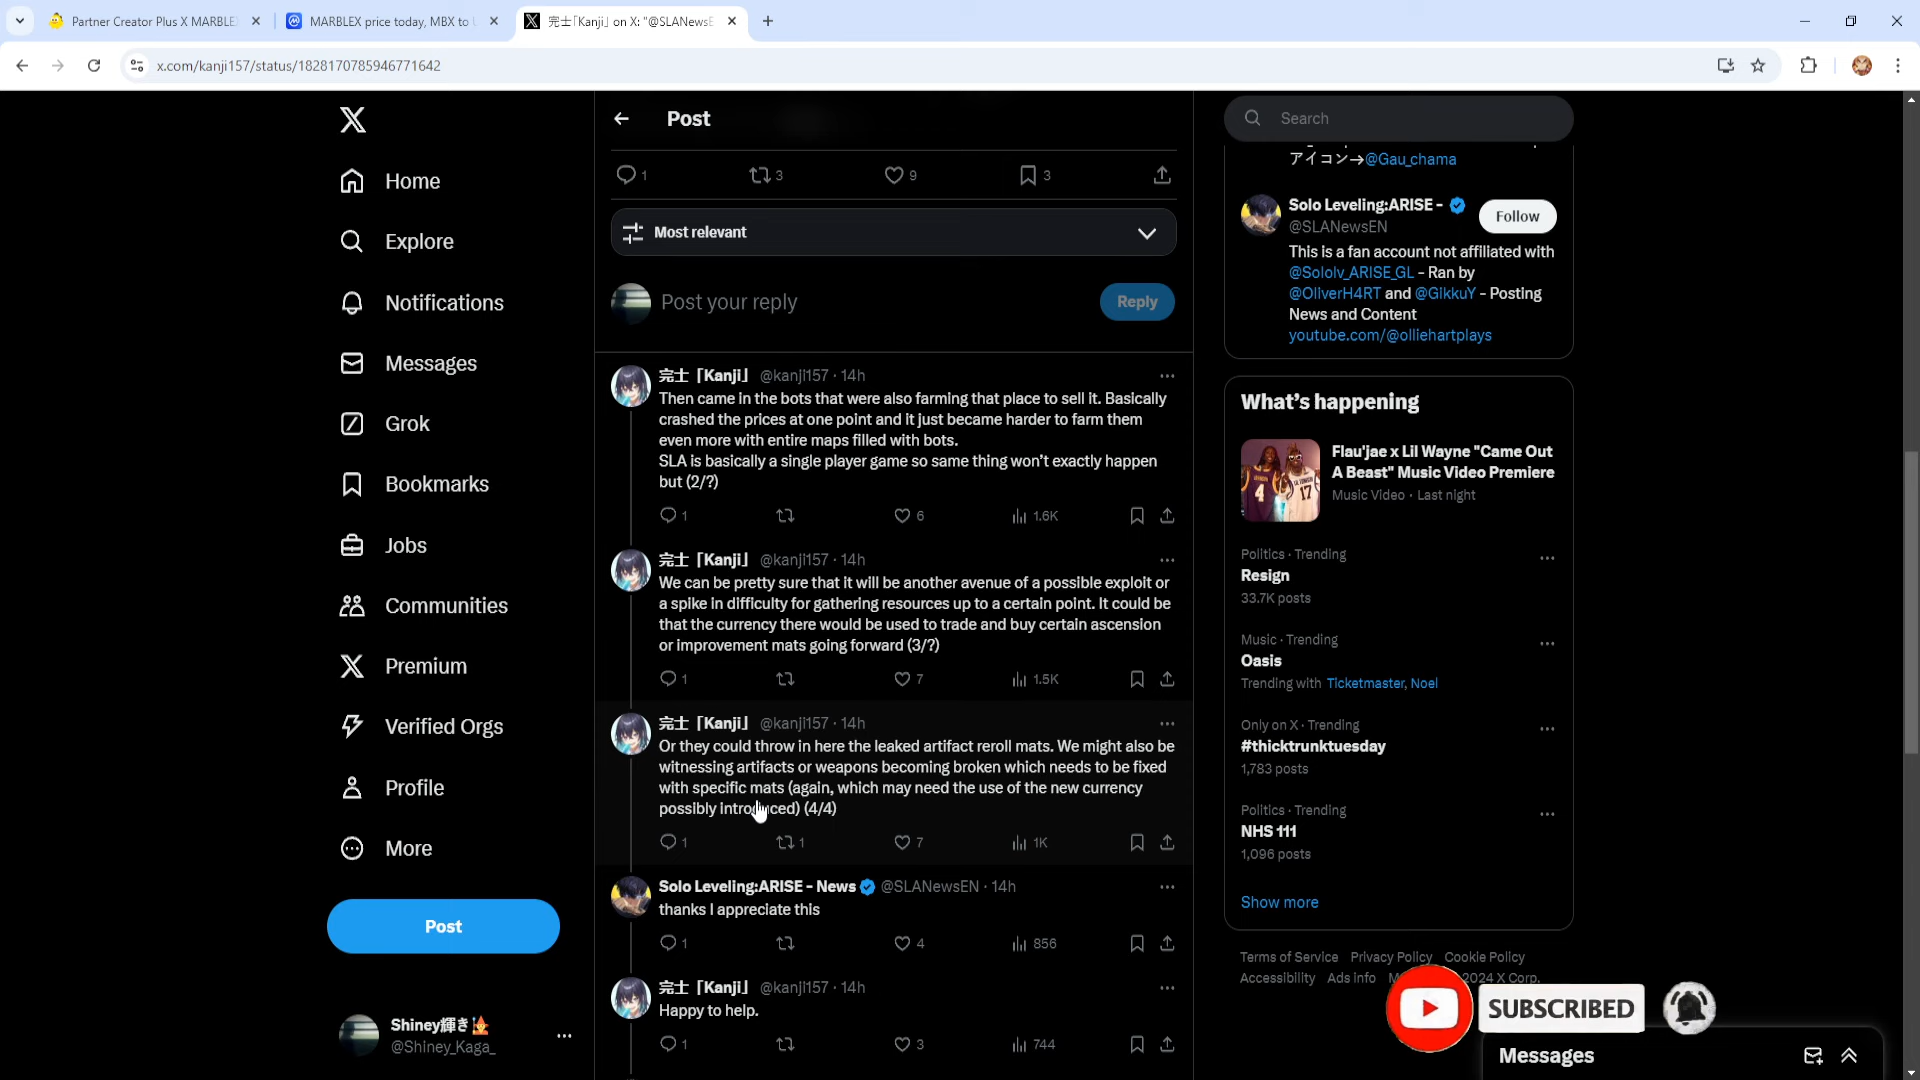 Partner Creator Plus X MARBLE
MARBLEX price today, MBX to U
完士「Kanji」 on X: "@SLANewsE
x.com/kanji157/status/1828170785946771642
Home
Explore
Notifications
Messages
Grok
Bookmarks
Jobs
Communities
Premium
Verified Orgs
Profile
More
Post
Shiney輝き
@Shiney_Kaga_
Post
1 3 9 3
Most relevant
Post your reply
Reply
完士「Kanji」 @kanji157 · 14h
Then came in the bots that were also farming that place to sell it. Basically
crashed the prices at one point and it just became harder to farm them
even more with entire maps filled with bots.
SLA is basically a single player game so same thing won't exactly happen
but (2/?)
1 6 1.6K
完士「Kanji」 @kanji157 · 14h
We can be pretty sure that it will be another avenue of a possible exploit or
a spike in difficulty for gathering resources up to a certain point. It could be
that the currency there would be used to trade and buy certain ascension
or improvement mats going forward (3/?)
1 7 1.5K
完士「Kanji」 @kanji157 · 14h
Or they could throw in here the leaked artifact reroll mats. We might also be
witnessing artifacts or weapons becoming broken which needs to be fixed
with specific mats (again, which may need the use of the new currency
possibly introduced) (4/4)
1 1 7 1K
Solo Leveling:ARISE - News @SLANewsEN · 14h
thanks I appreciate this
1 4 856
完士「Kanji」 @kanji157 · 14h
Happy to help.
1 3 744
Search
アイコン→@Gau_chama
Solo Leveling:ARISE -
@SLANewsEN
Follow
This is a fan account not affiliated with
@Sololv_ARISE_GL - Ran by
@OliverH4RT and @GikkuY - Posting
News and Content
youtube.com/@olliehartplays
What's happening
Flau'jae x Lil Wayne "Came Out
A Beast" Music Video Premiere
Music Video · Last night
Politics · Trending
Resign
33.7K posts
Music · Trending
Oasis
Trending with Ticketmaster, Noel
Only on X · Trending
#thicktrunktuesday
1,783 posts
Politics · Trending
NHS 111
1,096 posts
Show more
Terms of Service Privacy Policy Cookie Policy
Accessibility Ads info 2024 X Corp.
SUBSCRIBED
Messages